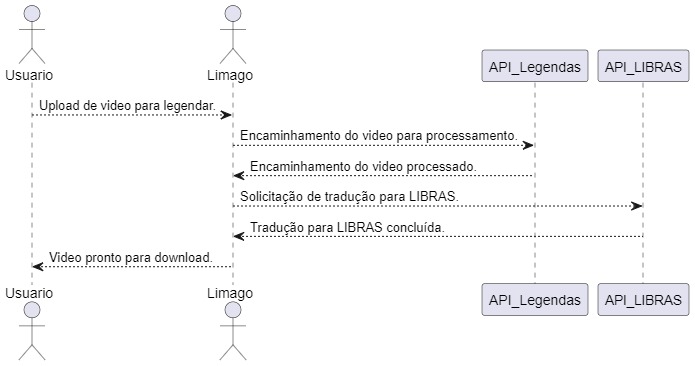 Usuario
Limago
API_Legendas
API_LIBRAS
Upload de video para legendar.
Encaminhamento do video para processamento.
Encaminhamento do video processado.
Solicitação de tradução para LIBRAS.
Tradução para LIBRAS concluída.
Video pronto para download.
Usuario
Limago
API_Legendas
API_LIBRAS